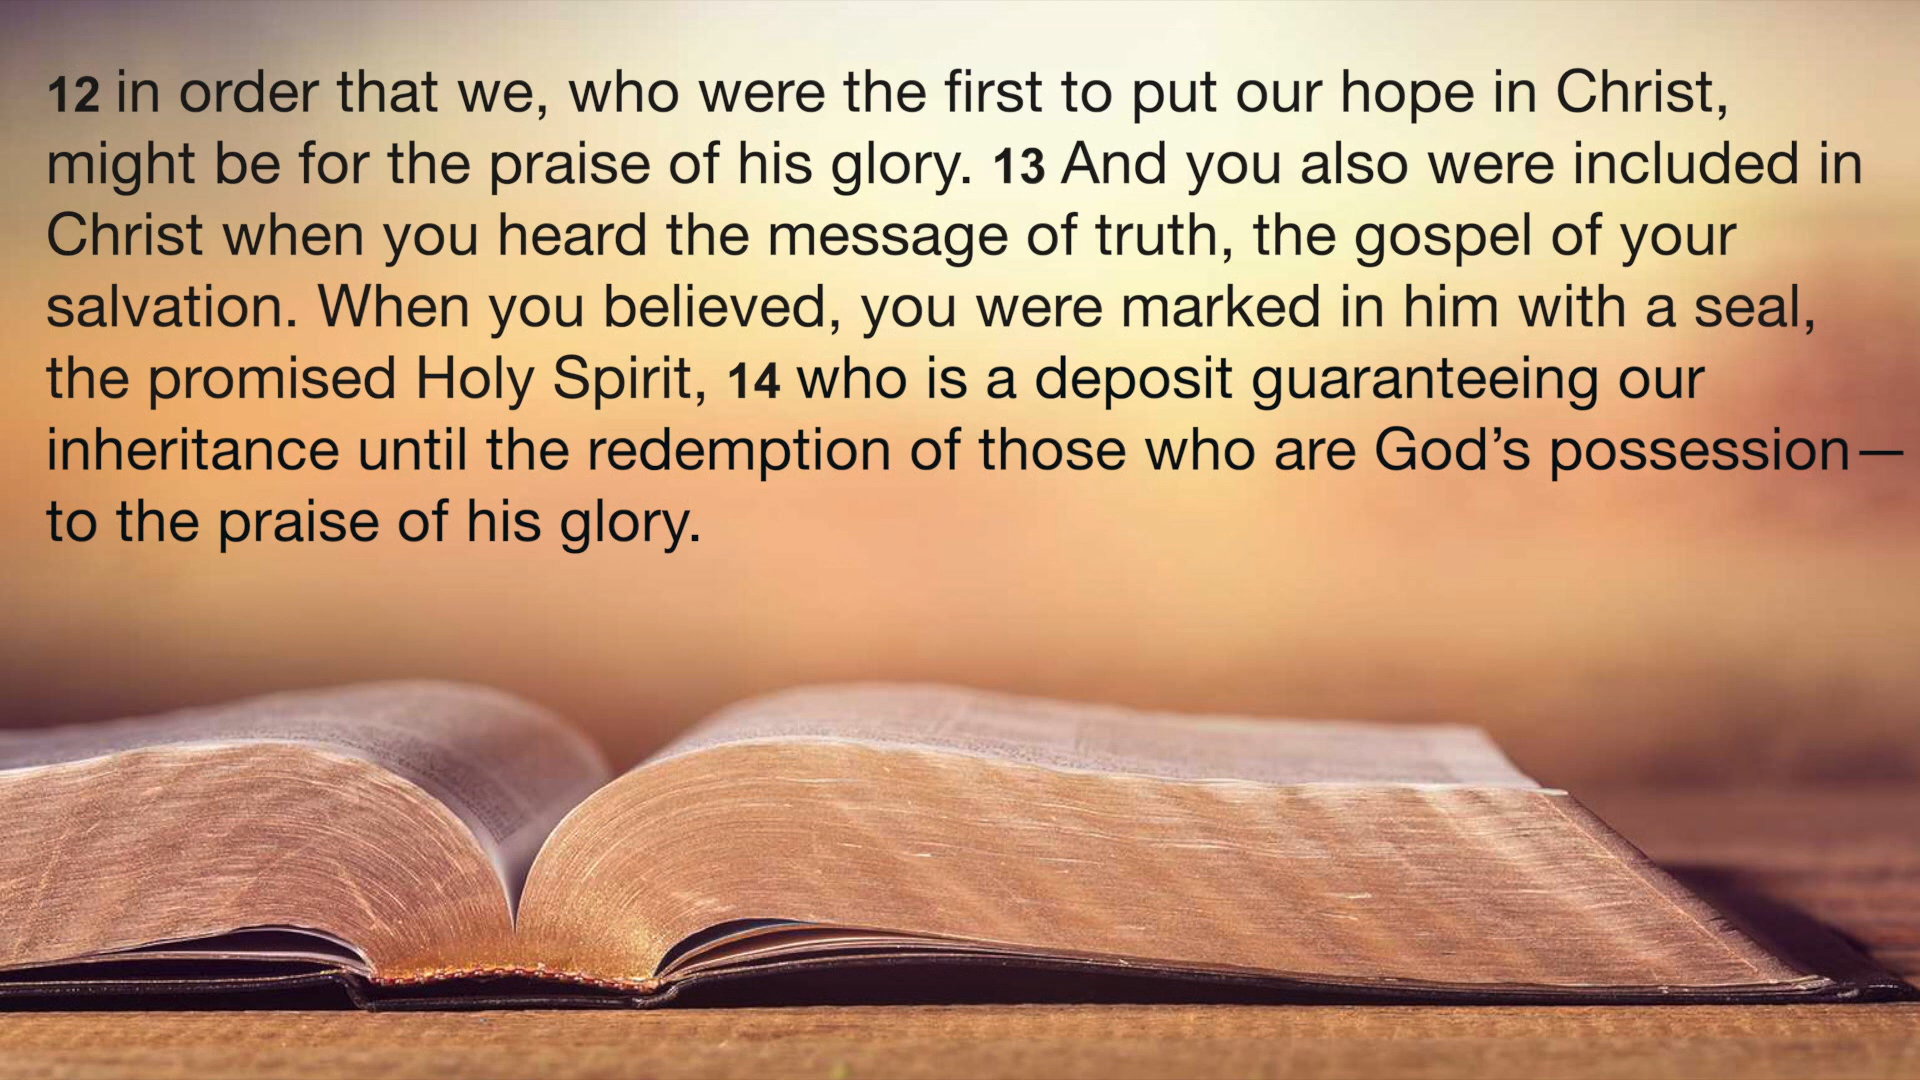 12 in order that we, who were the first to put our hope in Christ,
might be for the praise of his glory. 13 And you also were included in
Christ when you heard the message of truth, the gospel of your
salvation. When you believed, you were marked in him with a seal,
the promised Holy Spirit, 14 who is a deposit guaranteeing our
inheritance until the redemption of those who are God’s possession—
to the praise of his glory.